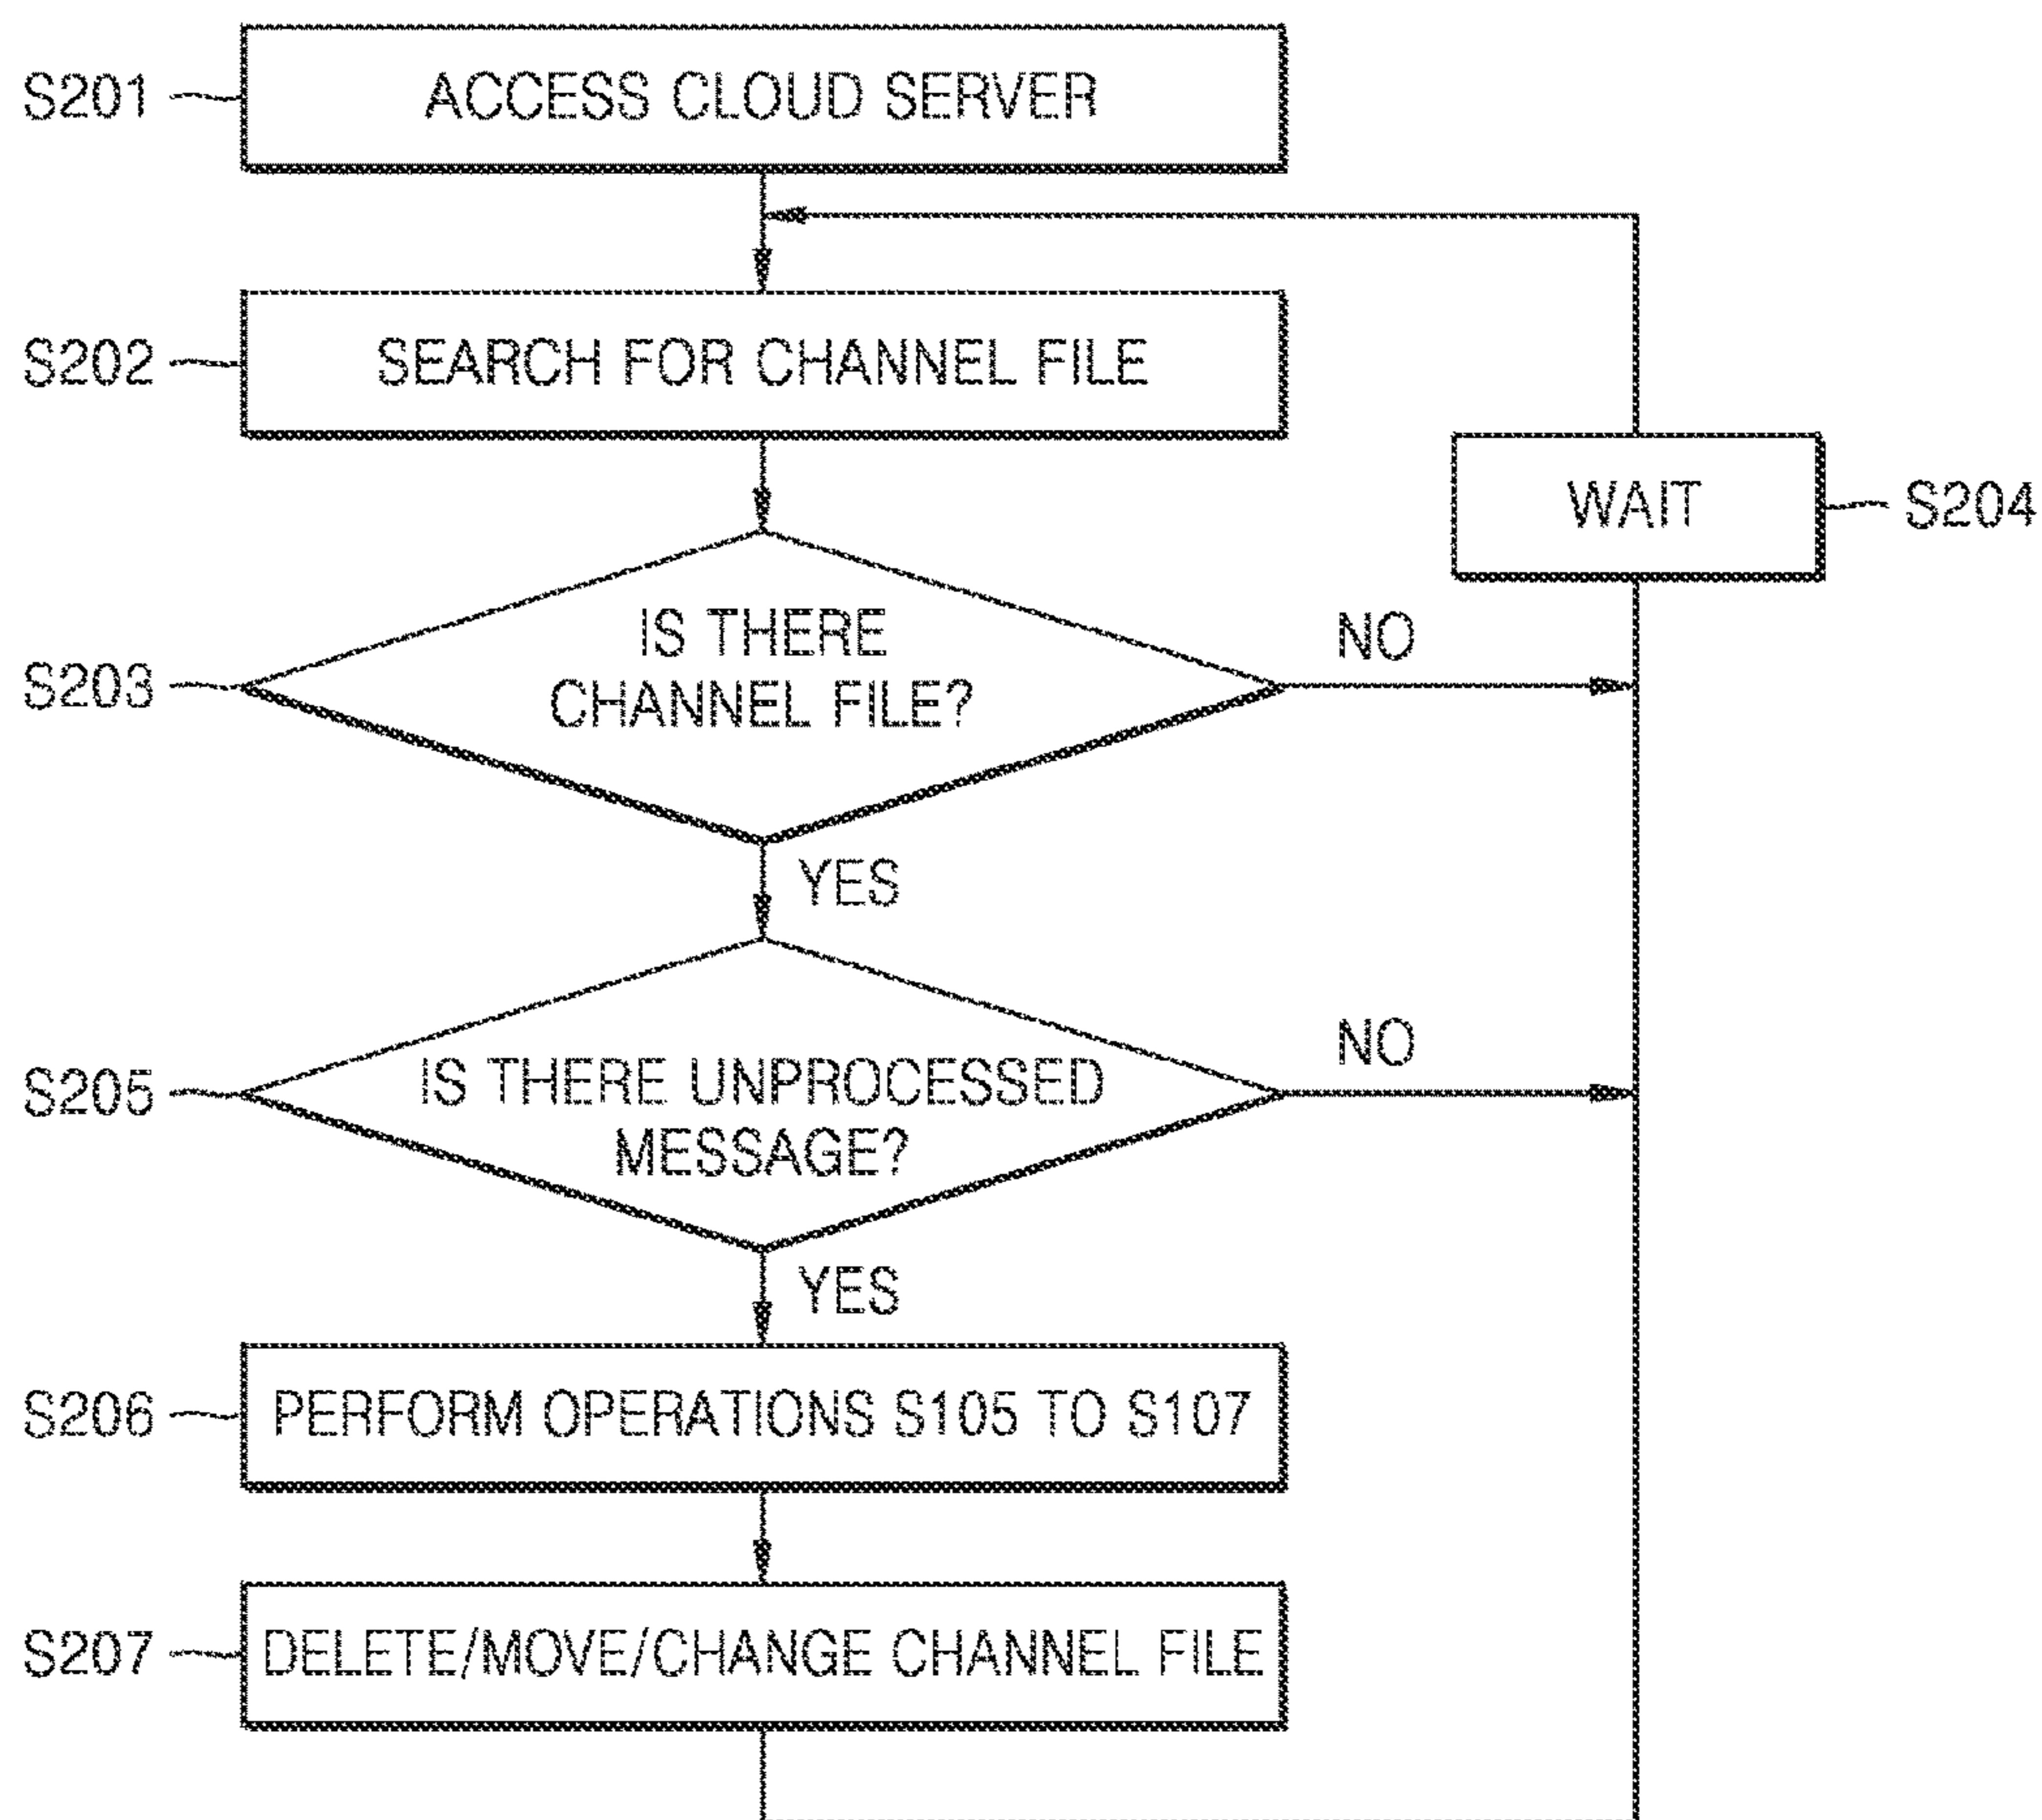 S201
ACCESS CLOUD SERVER
S202
SEARCH FOR CHANNEL FILE
WAIT
S204
S203
IS THERE
CHANNEL FILE?
NO
YES
S205
IS THERE UNPROCESSED
MESSAGE?
NO
YES
S206
PERFORM OPERATIONS S105 TO S107
S207
DELETE/MOVE/CHANGE CHANNEL FILE